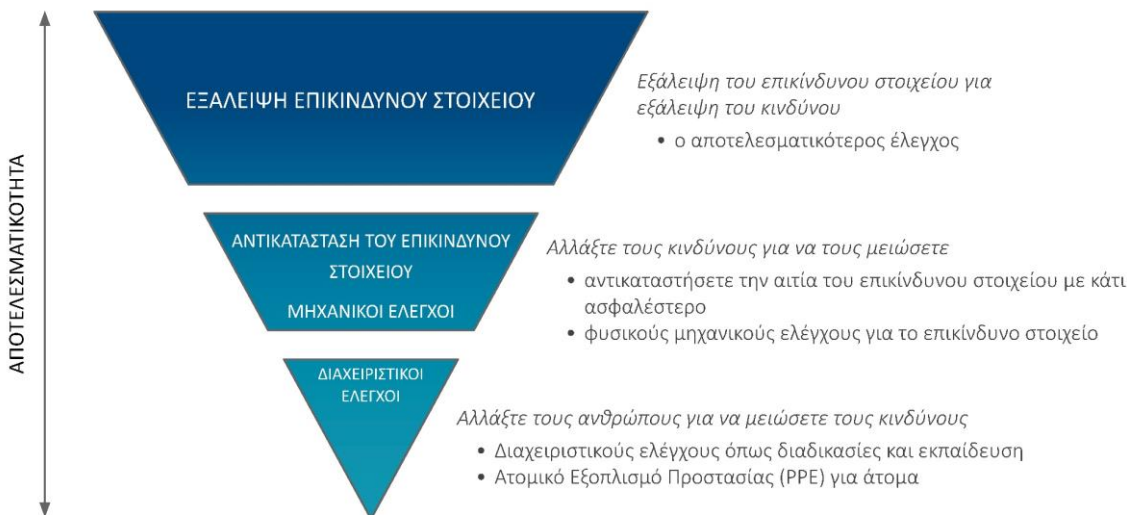 ΑΠΟΤΕΛΕΣΜΑΤΙΚΟΤΗΤΑ
ΕΞΑΛΕΙΨΗ ΕΠΙΚΙΝΔΥΝΟΥ ΣΤΟΙΧΕΙΟΥ
Εξάλειψη του επικίνδυνου στοιχείου για
εξάλειψη του κινδύνου
• ο αποτελεσματικότερος έλεγχος
ΑΝΤΙΚΑΤΑΣΤΑΣΗ ΤΟΥ ΕΠΙΚΙΝΔΥΝΟΥ
ΣΤΟΙΧΕΙΟΥ
ΜΗΧΑΝΙΚΟΙ ΕΛΕΓΧΟΙ
Αλλάξτε τους κινδύνους για να τους μειώσετε
• αντικαταστήσετε την αιτία του επικίνδυνου στοιχείου με κάτι
ασφαλέστερο
• φυσικούς μηχανικούς ελέγχους για το επικίνδυνο στοιχείο
ΔΙΑΧΕΙΡΙΣΤΙΚΟΙ
ΕΛΕΓΧΟΙ
Αλλάξτε τους ανθρώπους για να μειώσετε τους κινδύνους
• Διαχειριστικούς ελέγχους όπως διαδικασίες και εκπαίδευση
• Ατομικό Εξοπλισμό Προστασίας (PPE) για άτομα